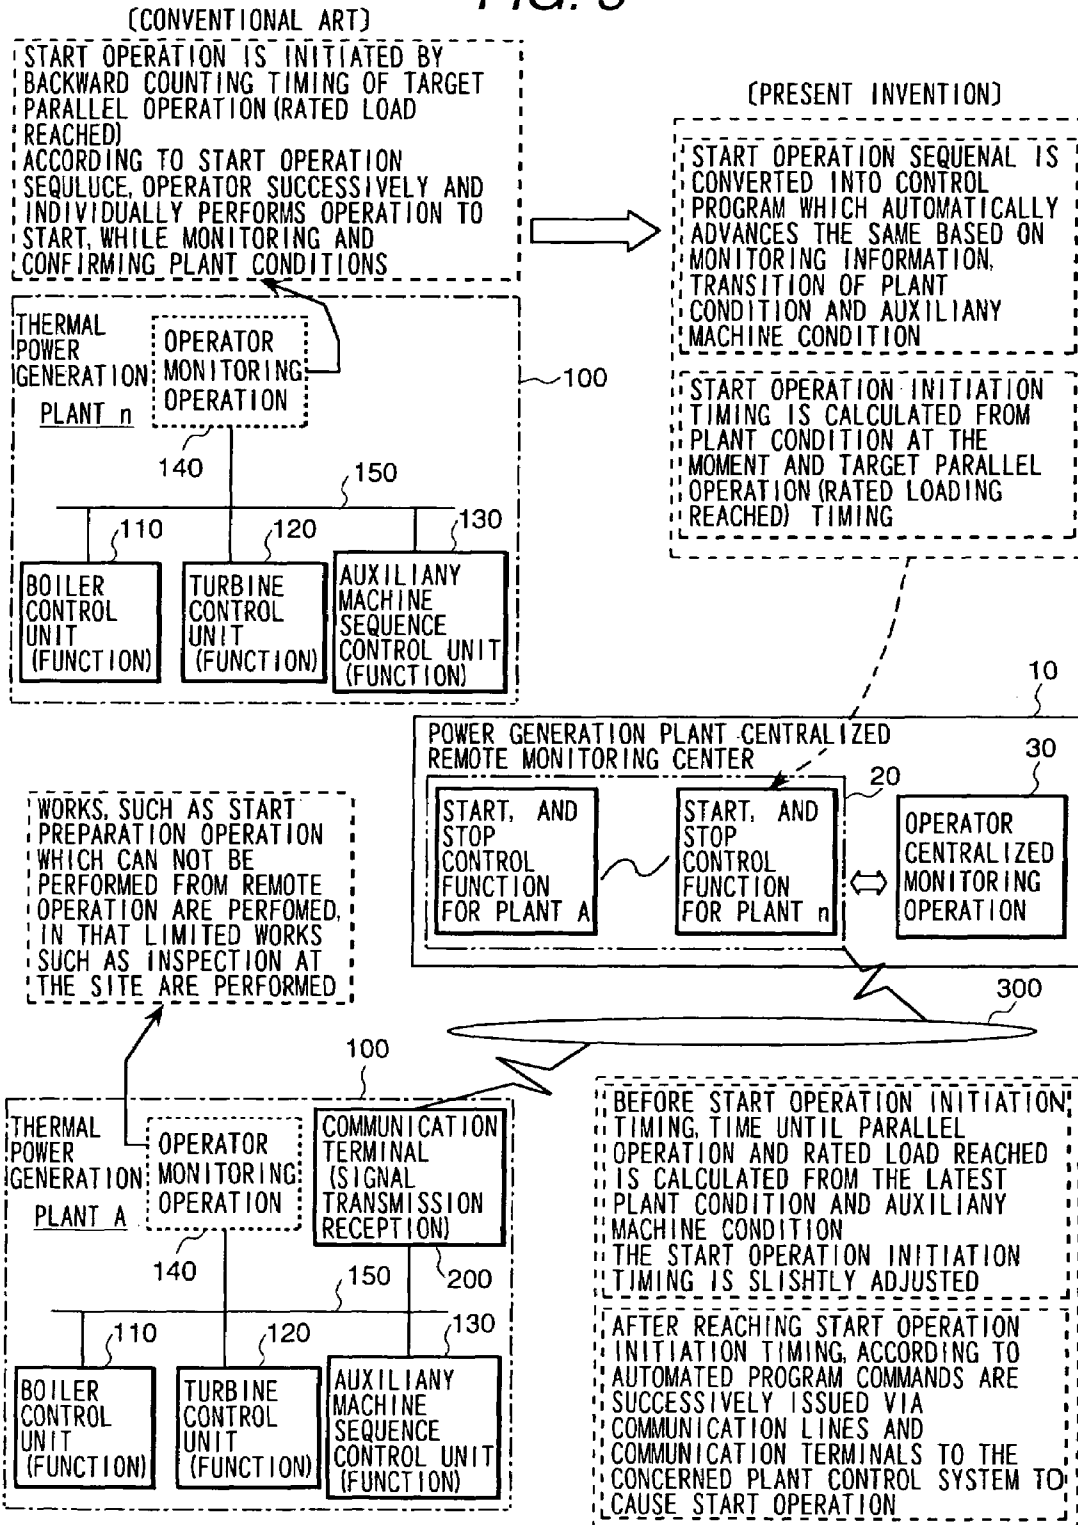 FIG. 3
(CONVENTIONAL ART)
START OPERATION IS INITIATED BY
BACKWARD COUNTING TIMING OF TARGET
PARALLEL OPERATION(RATED LOAD
REACHED)
ACCORDING TO START OPERATION
SEQULUCE, OPERATOR SUCCESSIVELY AND
INDIVIDUALLY PERFORMS OPERATION TO
START, WHILE MONITORING AND
CONFIRMING PLANT CONDITIONS
(PRESENT INVENTION)
START OPERATION SEQUENAL IS
CONVERTED INTO CONTROL
PROGRAM WHICH AUTOMATICALLY
ADVANCES THE SAME BASED ON
MONITORING INFORMATION,
TRANSITION OF PLANT
CONDITION AND AUXILIANY
MACHINE CONDITION
START OPERATION INITIATION
TIMING IS CALCULATED FROM
PLANT CONDITION AT THE
MOMENT AND TARGET PARALLEL
OPERATION(RATED LOADING
REACHED) TIMING
THERMAL
POWER
GENERATION
PLANT n
OPERATOR
MONITORING
OPERATION
100
140
150
110
120
130
BOILER
CONTROL
UNIT
(FUNCTION)
TURBINE
CONTROL
UNIT
(FUNCTION)
AUXILIANY
MACHINE
SEQUENCE
CONTROL UNIT
(FUNCTION)
10
POWER GENERATION PLANT CENTRALIZED
REMOTE MONITORING CENTER
20
30
START, AND
STOP
CONTROL
FUNCTION
FOR PLANT A
START, AND
STOP
CONTROL
FUNCTION
FOR PLANT n
OPERATOR
CENTRALIZED
MONITORING
OPERATION
WORKS, SUCH AS START
PREPARATION OPERATION
WHICH CAN NOT BE
PERFORMED FROM REMOTE
OPERATION ARE PERFOMED,
IN THAT LIMITED WORKS
SUCH AS INSPECTION AT
THE SITE ARE PERFORMED
300
100
THERMAL
POWER
GENERATION
PLANT A
OPERATOR
MONITORING
OPERATION
COMMUNICATION
TERMINAL
(SIGNAL
TRANSMISSION
RECEPTION)
140
150
200
110
120
130
BOILER
CONTROL
UNIT
(FUNCTION)
TURBINE
CONTROL
UNIT
(FUNCTION)
AUXILIANY
MACHINE
SEQUENCE
CONTROL UNIT
(FUNCTION)
BEFORE START OPERATION INITIATION
TIMING, TIME UNTIL PARALLEL
OPERATION AND RATED LOAD REACHED
IS CALCULATED FROM THE LATEST
PLANT CONDITION AND AUXILIANY
MACHINE CONDITION
THE START OPERATION INITIATION
TIMING IS SLISHTLY ADJUSTED
AFTER REACHING START OPERATION
INITIATION TIMING, ACCORDING TO
AUTOMATED PROGRAM COMMANDS ARE
SUCCESSIVELY ISSUED VIA
COMMUNICATION LINES AND
COMMUNICATION TERMINALS TO THE
CONCERNED PLANT CONTROL SYSTEM TO
CAUSE START OPERATION